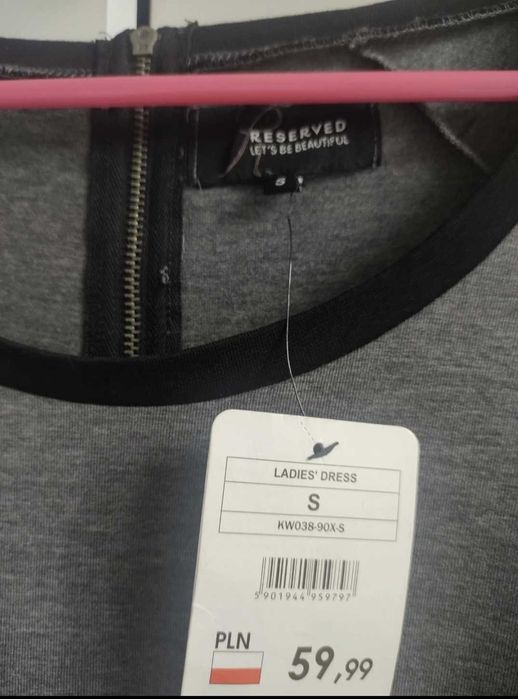 RESERVED
LET'S BE BEAUTIFUL
S
LADIES' DRESS
S
KW038-90X-S
5 901944 959797
PLN
59,99